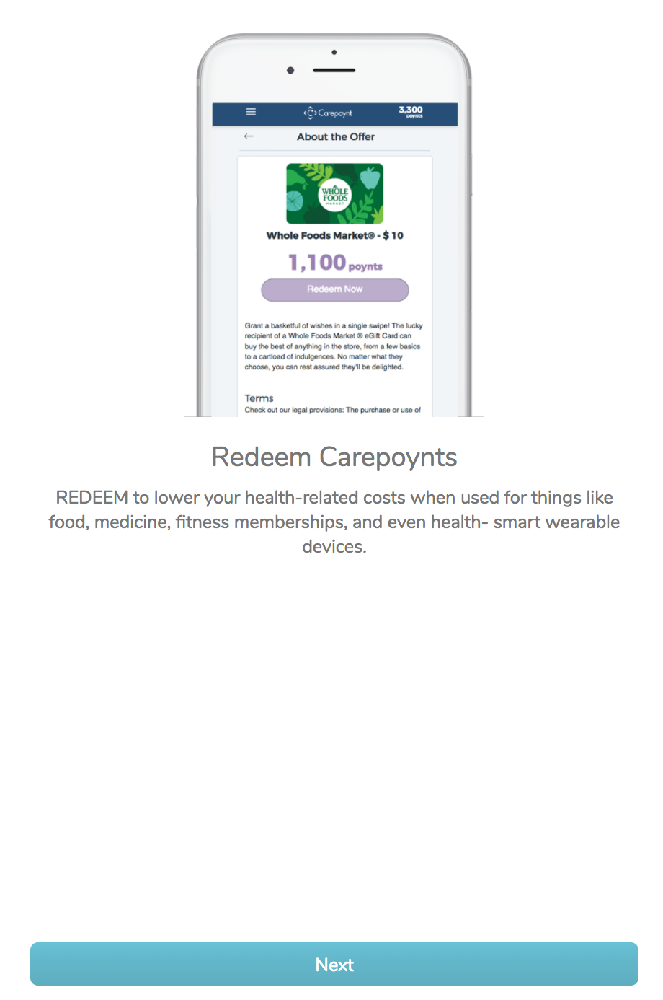 Carepoynt
3,300
poynts
About the Offer
WHOLE
FOODS
MARKET
Whole Foods Market® - $ 10
1,100 poynts
Redeem Now
Grant a basketful of wishes in a single swipe! The lucky
recipient of a Whole Foods Market ® eGift Card can
buy the best of anything in the store, from a few basics
to a cartload of indulgences. No matter what they
choose, you can rest assured they'll be delighted.
Terms
Check out our legal provisions: The purchase or use of
Redeem Carepoynts
REDEEM to lower your health-related costs when used for things like
food, medicine, fitness memberships, and even health- smart wearable
devices.
Next